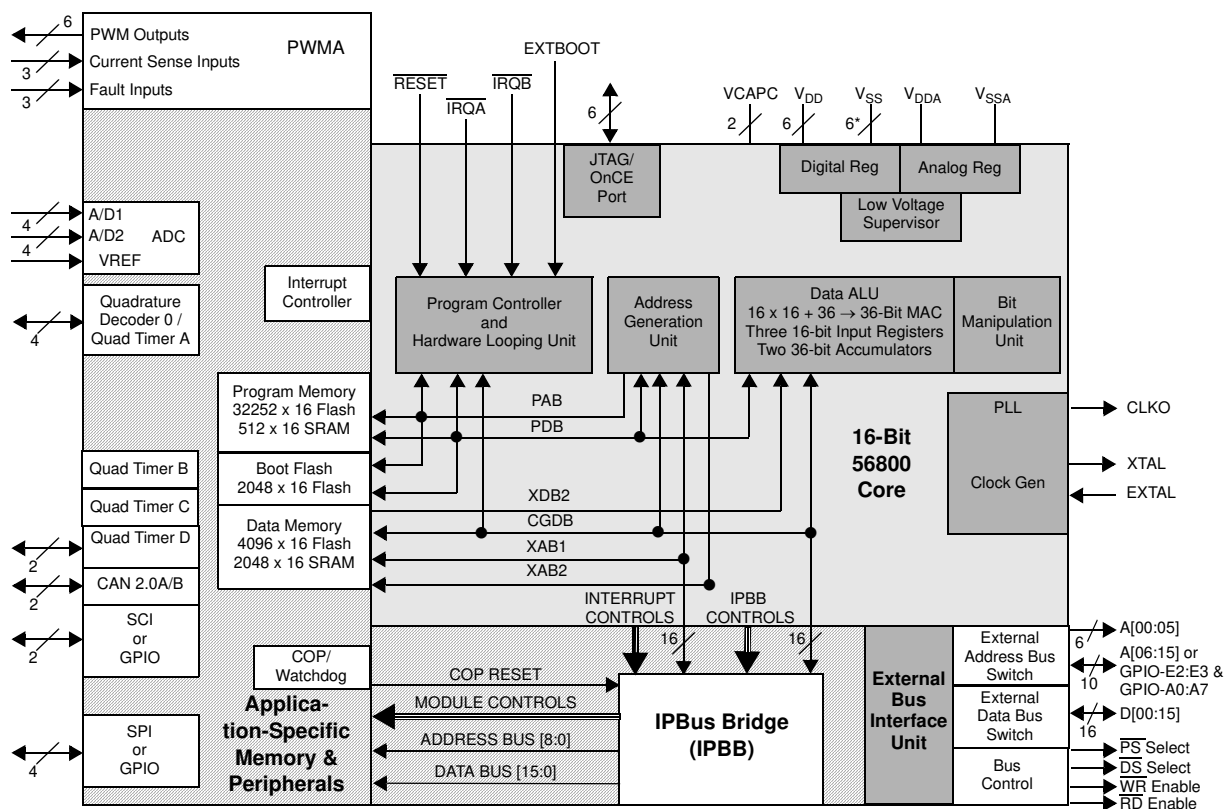 6
PWM Outputs
PWMA
Current Sense Inputs
3
Fault Inputs
3
RESET
IRQA
IRQB
EXTBOOT
6
VCAPC
2
VDD
6
VSS
6*
VDDA
VSSA
JTAG/
OnCE
Port
Digital Reg
Analog Reg
Low Voltage
Supervisor
A/D1
4
A/D2
ADC
4
VREF
Interrupt
Controller
Quadrature
Decoder 0 /
Quad Timer A
4
Program Controller
and
Hardware Looping Unit
Address
Generation
Unit
Data ALU
16 x 16 + 36 → 36-Bit MAC
Three 16-bit Input Registers
Two 36-bit Accumulators
Bit
Manipulation
Unit
Program Memory
32252 x 16 Flash
512 x 16 SRAM
PAB
PDB
Boot Flash
2048 x 16 Flash
XDB2
CGDB
Data Memory
4096 x 16 Flash
2048 x 16 SRAM
XAB1
XAB2
16-Bit
56800
Core
PLL
Clock Gen
CLKO
XTAL
EXTAL
Quad Timer B
Quad Timer C
Quad Timer D
2
CAN 2.0A/B
2
SCI
or
GPIO
2
SPI
or
GPIO
4
COP/
Watchdog
Applica-
tion-Specific
Memory &
Peripherals
INTERRUPT
CONTROLS
16
IPBB
CONTROLS
16
COP RESET
MODULE CONTROLS
ADDRESS BUS [8:0]
DATA BUS [15:0]
IPBus Bridge
(IPBB)
External
Bus
Interface
Unit
External
Address Bus
Switch
External
Data Bus
Switch
Bus
Control
6
A[00:05]
10
A[06:15] or
GPIO-E2:E3 &
GPIO-A0:A7
16
D[00:15]
PS Select
DS Select
WR Enable
RD Enable